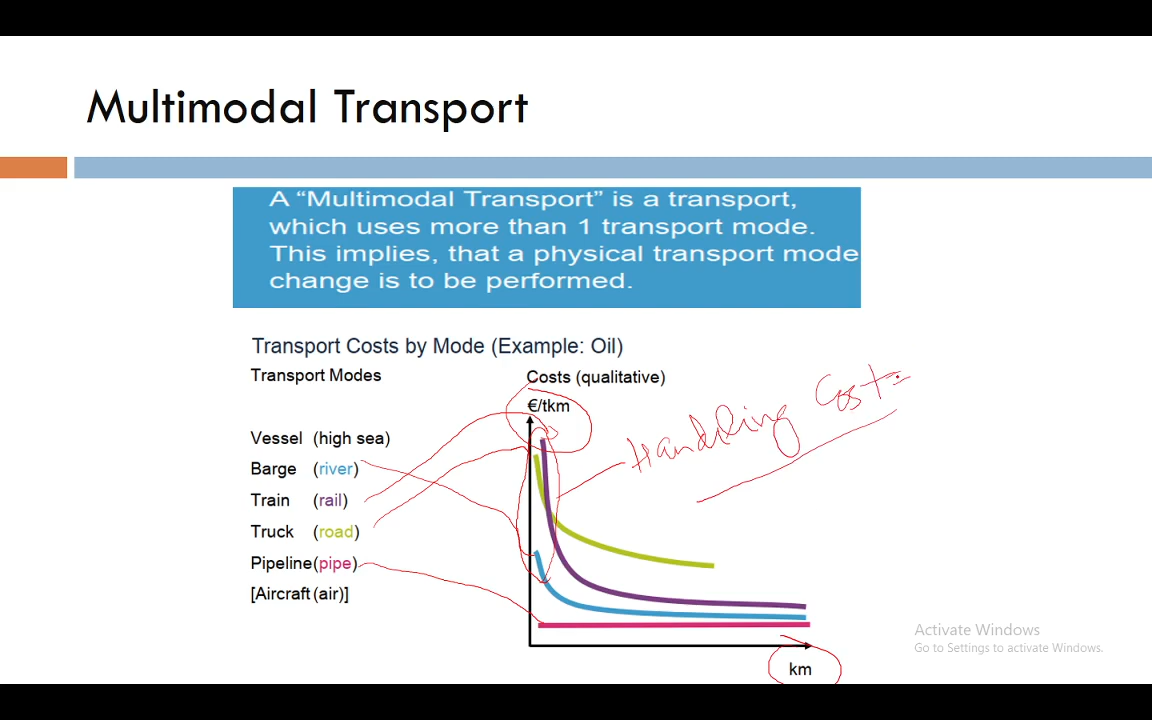 Multimodal Transport
A “Multimodal Transport” is a transport,
which uses more than 1 transport mode.
This implies, that a physical transport mode
change is to be performed.
Transport Costs by Mode (Example: Oil)
Transport Modes
Vessel (high sea)
Barge (river)
Train (rail)
Truck (road)
Pipeline (pipe)
[Aircraft (air)]
Costs (qualitative)
€/tkm
Handling Cost
km
Activate Windows
Go to Settings to activate Windows.